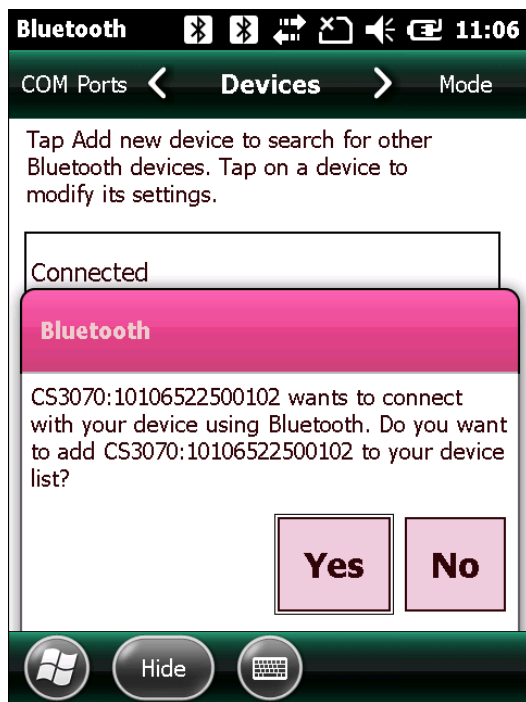 Bluetooth 11:06
COM Ports Devices Mode
Tap Add new device to search for other
Bluetooth devices. Tap on a device to
modify its settings.
Connected
Bluetooth
CS3070:10106522500102 wants to connect
with your device using Bluetooth. Do you want
to add CS3070:10106522500102 to your device
list?
Yes No
Hide